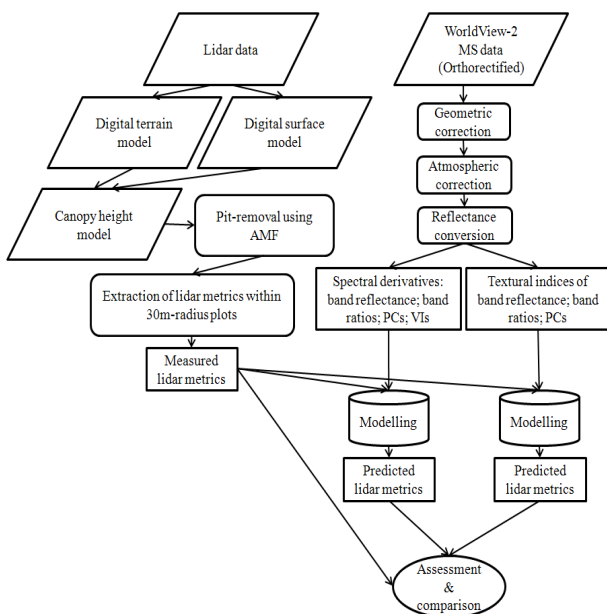 Lidar data
WorldView-2
MS data
(Orthorectified)
Digital terrain
model
Digital surface
model
Geometric
correction
Atmospheric
correction
Canopy height
model
Pit-removal using
AMF
Reflectance
conversion
Extraction of lidar metrics within
30m-radius plots
Spectral derivatives:
band reflectance; band
ratios; PCs; VIs
Textural indices of
band reflectance; band
ratios; PCs
Measured
lidar metrics
Modelling
Modelling
Predicted
lidar metrics
Predicted
lidar metrics
Assessment
&
comparison